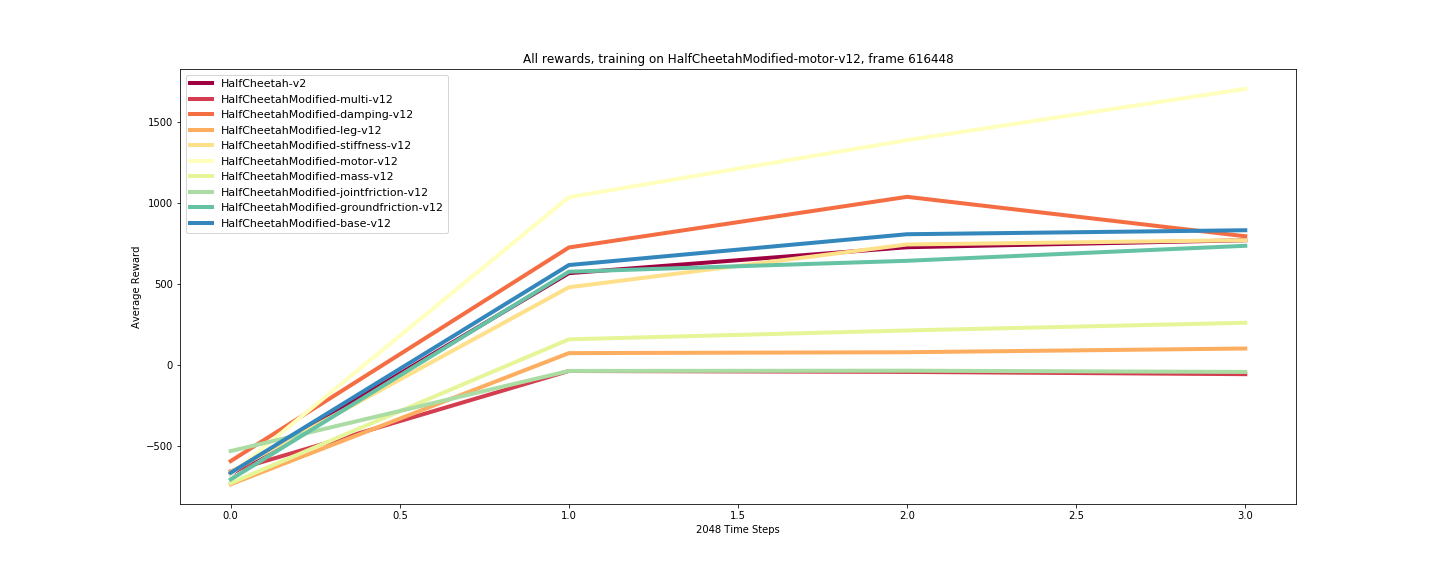 All rewards, training on HalfCheetahModified-motor-v12, frame 616448
HalfCheetah-v2
HalfCheetahModified-multi-v12
HalfCheetahModified-damping-v12
HalfCheetahModified-leg-v12
HalfCheetahModified-stiffness-v12
HalfCheetahModified-motor-v12
HalfCheetahModified-mass-v12
HalfCheetahModified-jointfriction-v12
HalfCheetahModified-groundfriction-v12
HalfCheetahModified-base-v12
1500
1000
500
0
−500
Average Reward
0.0 0.5 1.0 1.5 2.0 2.5 3.0
2048 Time Steps